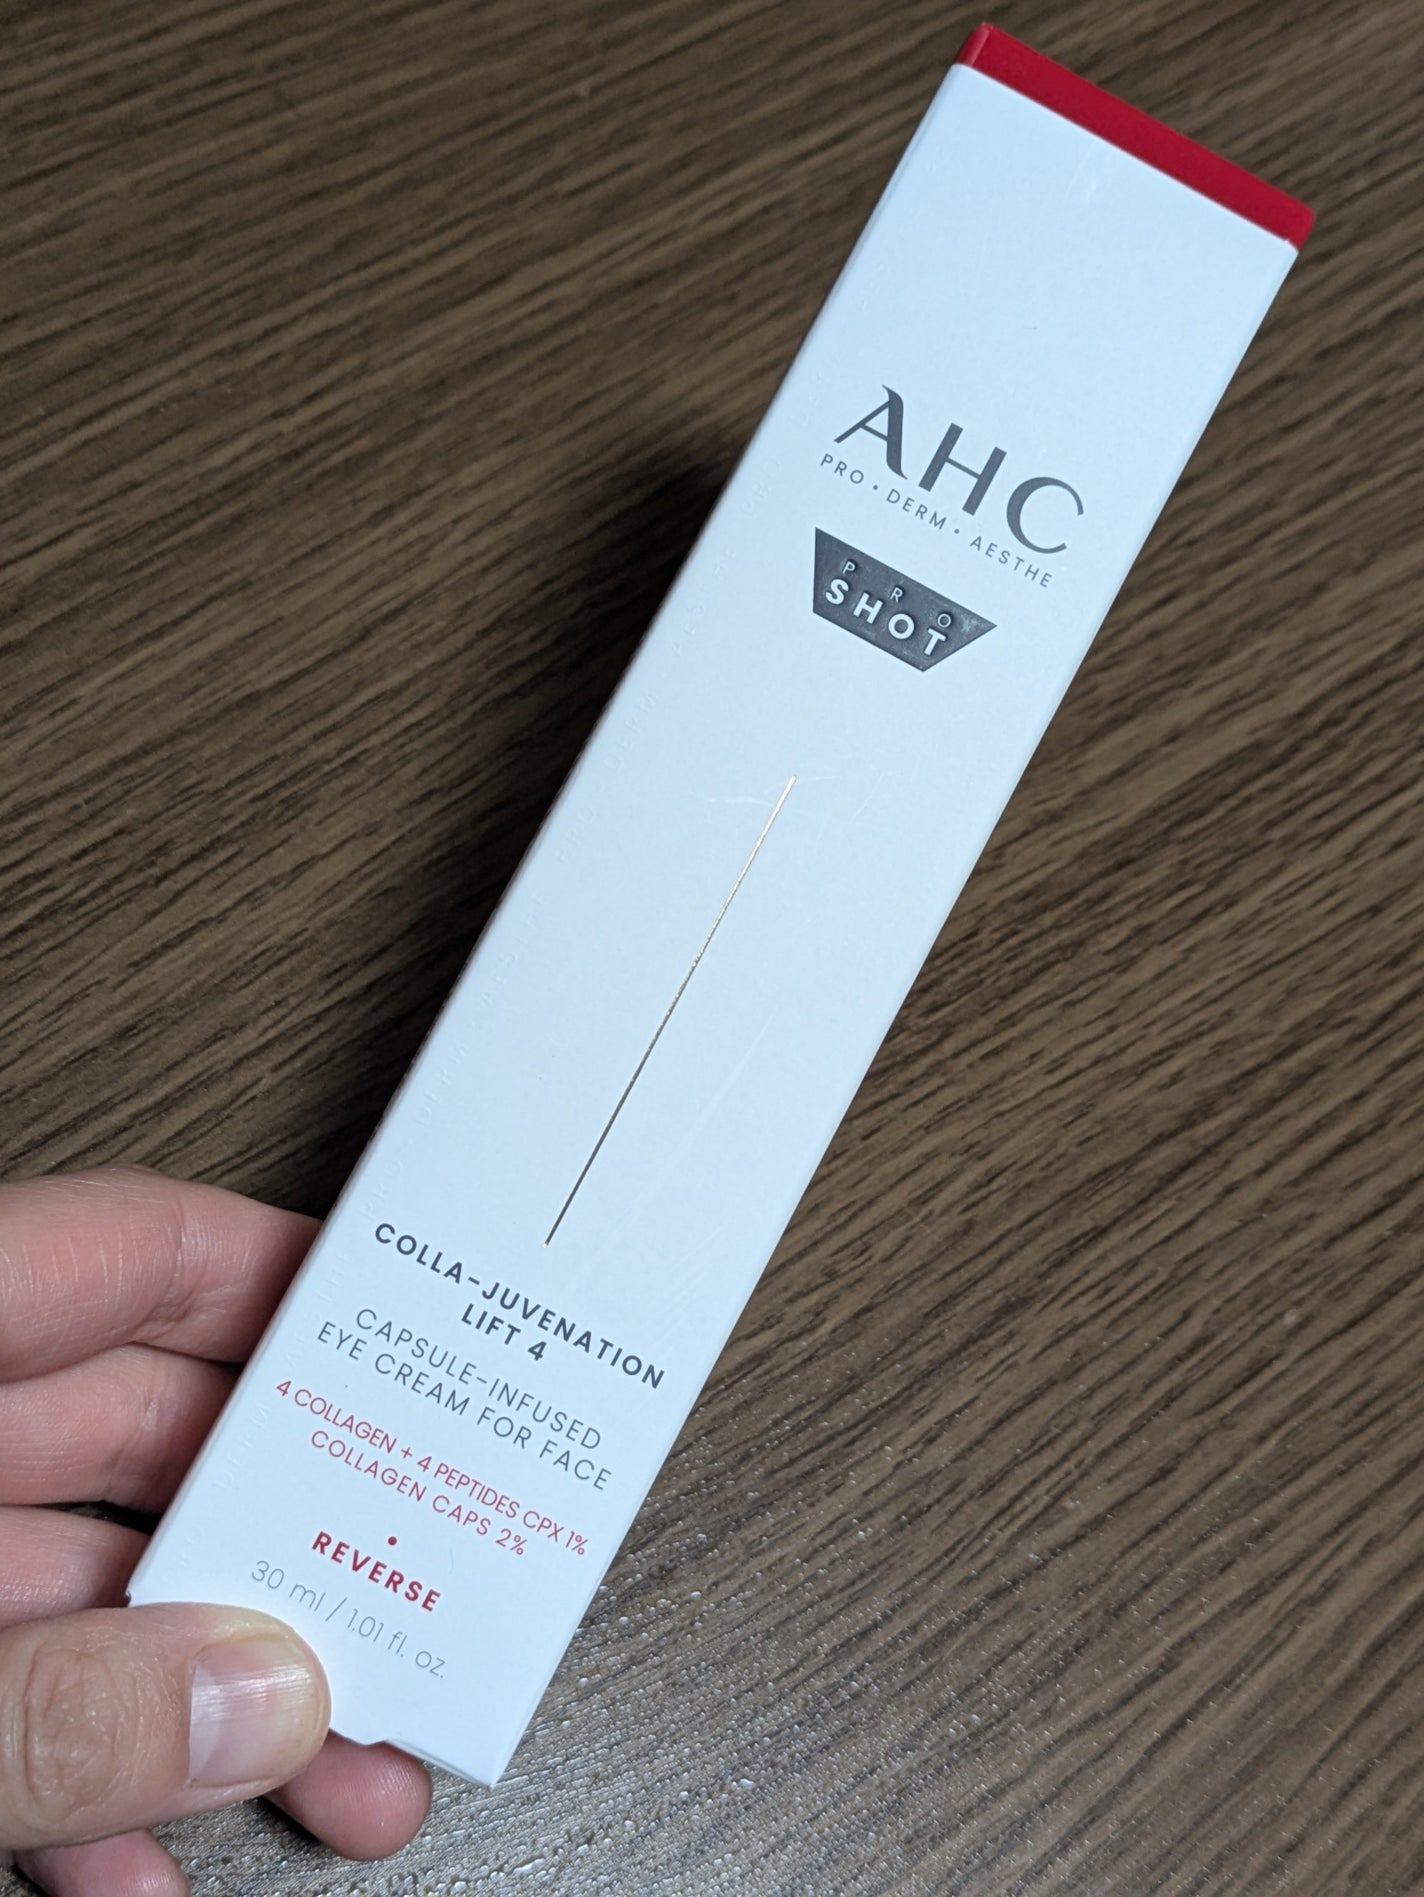 AHC
PRO • DERM • AESTHE
PRO
SHOT
COLLA-JUVENATION
LIFT 4
CAPSULE-INFUSED
EYE CREAM FOR FACE
4 COLLAGEN + 4 PEPTIDES CPX 1%
COLLAGEN CAPS 2%
•
REVERSE
30 ml / 1.01 fl. oz.